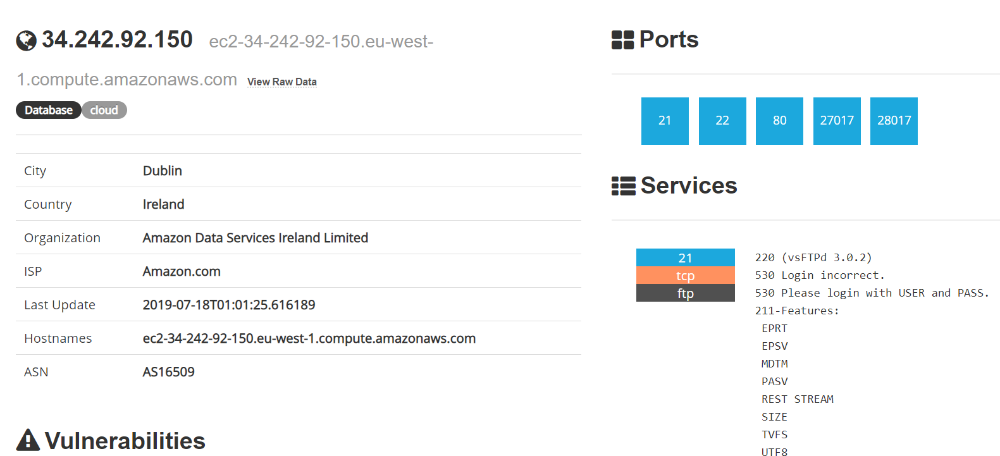 34.242.92.150 ec2-34-242-92-150.eu-west-
1.compute.amazonaws.com View Raw Data
Database cloud
City Dublin
Country Ireland
Organization Amazon Data Services Ireland Limited
ISP Amazon.com
Last Update 2019-07-18T01:01:25.616189
Hostnames ec2-34-242-92-150.eu-west-1.compute.amazonaws.com
ASN AS16509
Vulnerabilities
Ports
21 22 80 27017 28017
Services
21
tcp
ftp
220 (vsFTPd 3.0.2)
530 Login incorrect.
530 Please login with USER and PASS.
211-Features:
EPRT
EPSV
MDTM
PASV
REST STREAM
SIZE
TVFS
UTF8